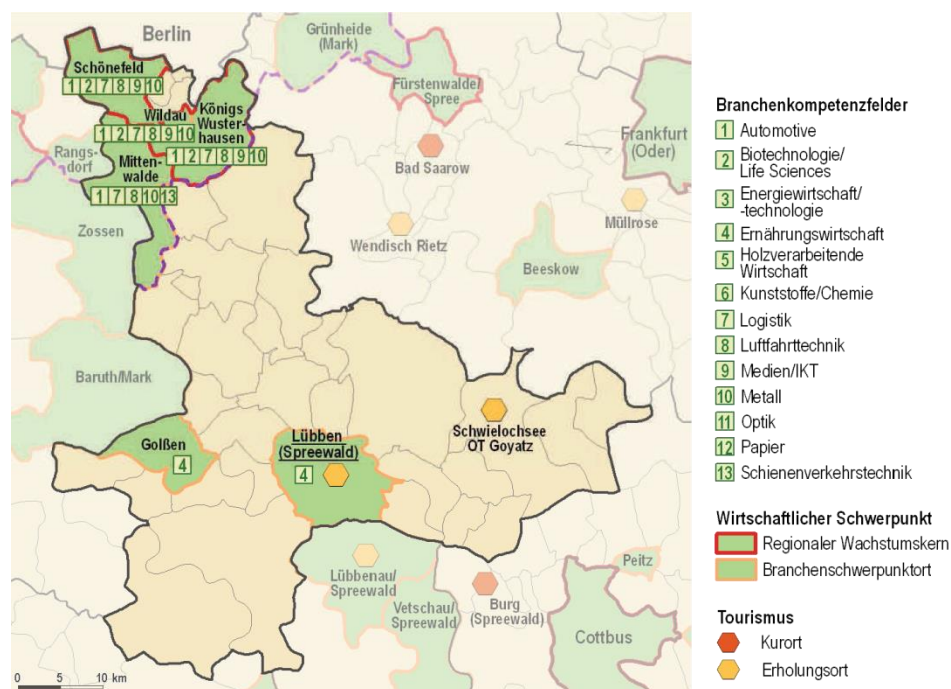 Berlin
Grünheide
(Mark)
Schönefeld
1 2 7 8 9 10
Fürstenwalde/
Spree
Wildau
Königs
Wuster-
hausen
1 2 7 8 9 10
Rangs-
dorf
Mitten-
walde
1 2 7 8 9 10
1 7 8 10 13
Bad Saarow
Frankfurt
(Oder)
Zossen
Wendisch Rietz
Müllrose
Beeskow
Baruth/Mark
Golßen
4
Lübben
(Spreewald)
4
Schwielochsee
OT Goyatz
Lübbenau/
Spreewald
Vetschau/
Spreewald
Burg
(Spreewald)
Peitz
Cottbus
0 5 10 km
Branchenkompetenzfelder
1 Automotive
2 Biotechnologie/
Life Sciences
3 Energiewirtschaft/
-technologie
4 Ernährungswirtschaft
5 Holzverarbeitende
Wirtschaft
6 Kunststoffe/Chemie
7 Logistik
8 Luftfahrttechnik
9 Medien/IKT
10 Metall
11 Optik
12 Papier
13 Schienenverkehrstechnik
Wirtschaftlicher Schwerpunkt
Regionaler Wachstumskern
Branchenschwerpunktort
Tourismus
Kurort
Erholungsort